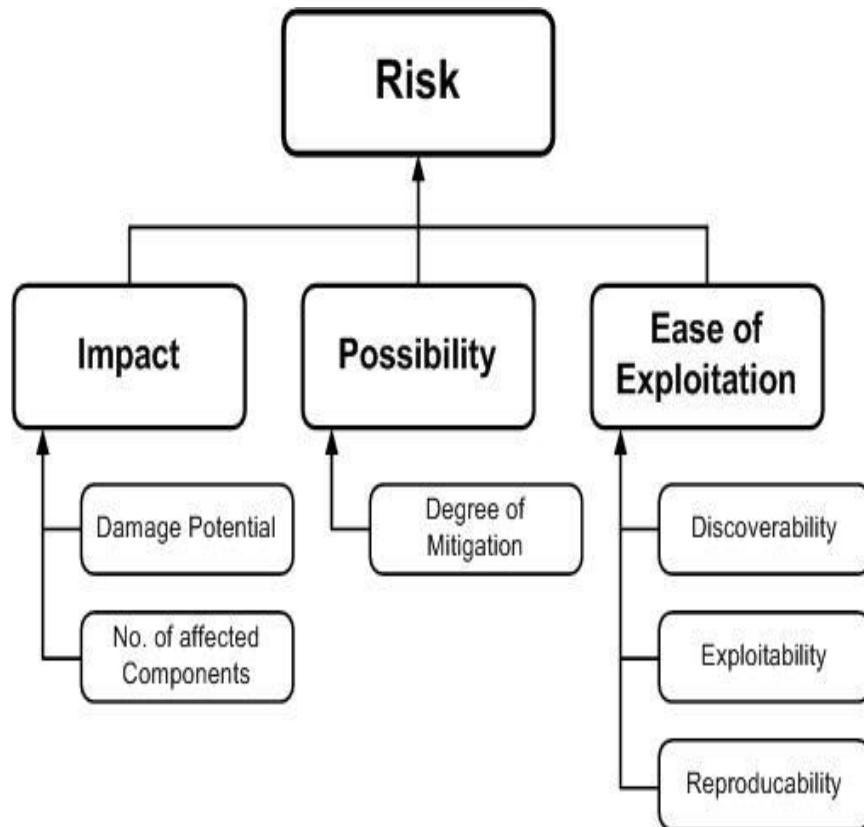 Risk
Impact
Possibility
Ease of
Exploitation
Damage Potential
No. of affected
Components
Degree of
Mitigation
Discoverability
Exploitability
Reproducability